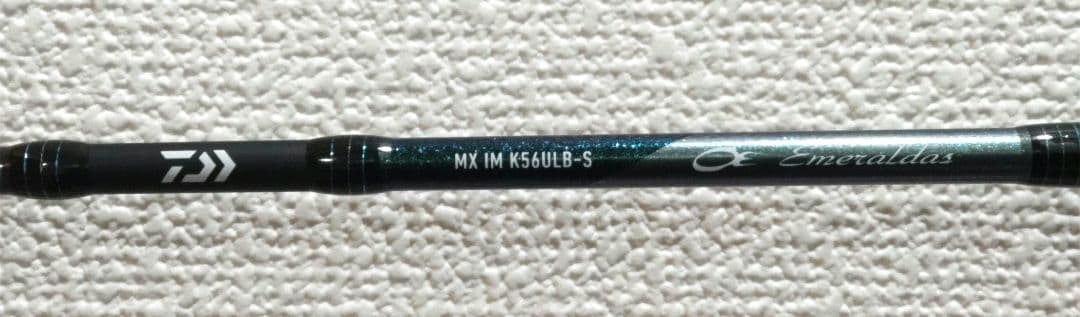 MX IM K56ULB-S Emeraldas